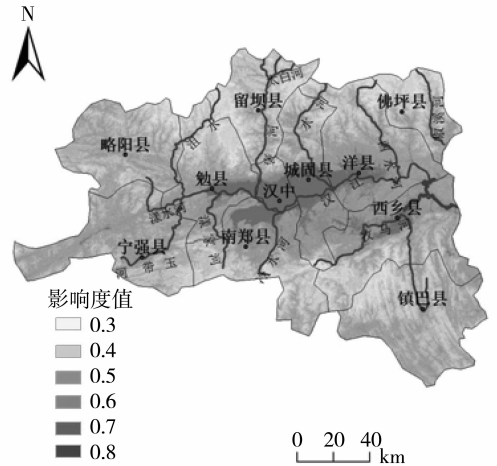 N
白河
留坝县
佛坪县
略阳县
城固县
洋县
勉县
汉中
西乡县
宁强县
南郑县
镇巴县
影响度值
0.3
0.4
0.5
0.6
0.7
0.8
0 20 40
km